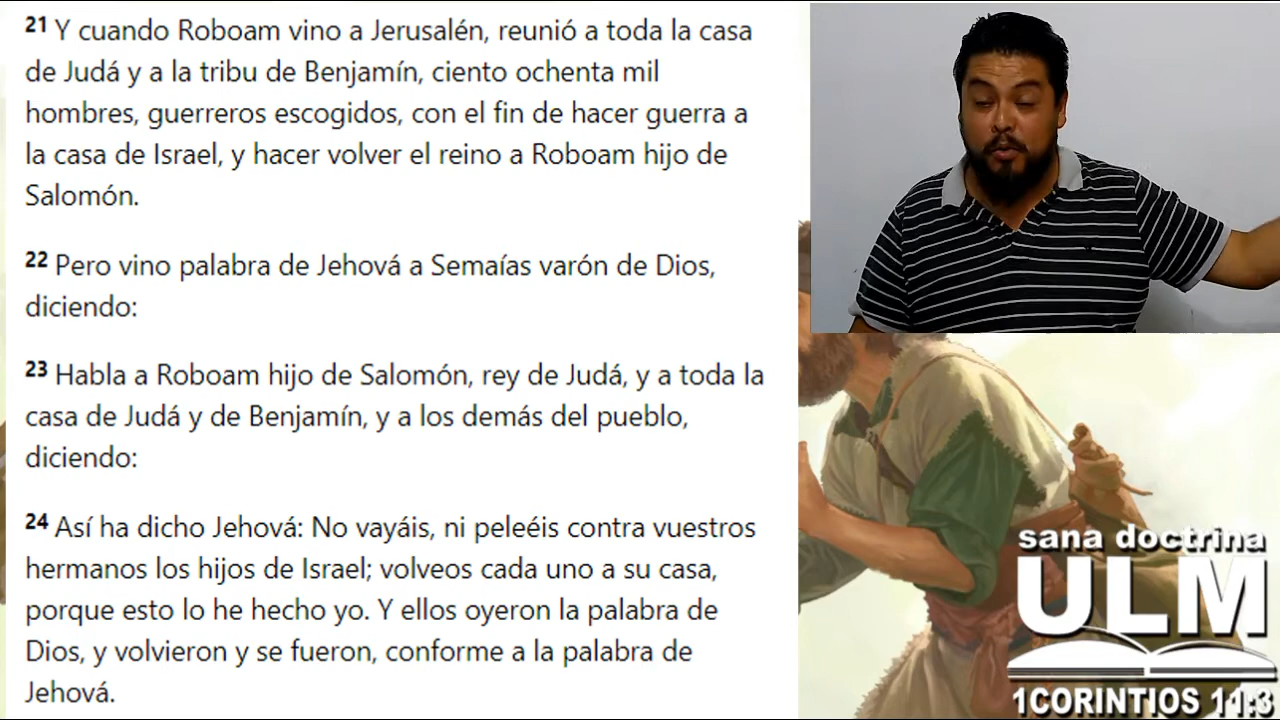 21 Y cuando Roboam vino a Jerusalén, reunió a toda la casa
de Judá y a la tribu de Benjamín, ciento ochenta mil
hombres, guerreros escogidos, con el fin de hacer guerra a
la casa de Israel, y hacer volver el reino a Roboam hijo de
Salomón.
22 Pero vino palabra de Jehová a Semaías varón de Dios,
diciendo:
23 Habla a Roboam hijo de Salomón, rey de Judá, y a toda la
casa de Judá y de Benjamín, y a los demás del pueblo,
diciendo:
24 Así ha dicho Jehová: No vayáis, ni peleéis contra vuestros
hermanos los hijos de Israel; volveos cada uno a su casa,
porque esto lo he hecho yo. Y ellos oyeron la palabra de
Dios, y volvieron y se fueron, conforme a la palabra de
Jehová.
sana doctrina
ULM
1CORINTIOS 11:3